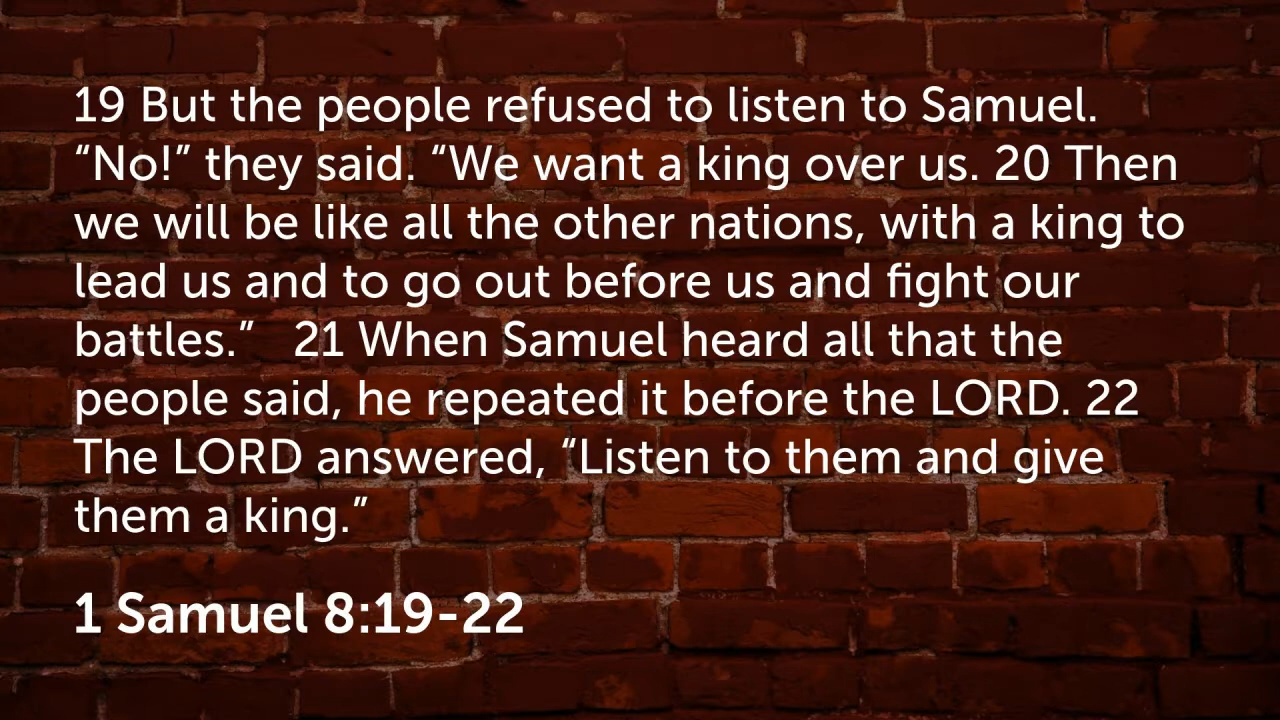 19 But the people refused to listen to Samuel.
“No!” they said. “We want a king over us. 20 Then
we will be like all the other nations, with a king to
lead us and to go out before us and fight our
battles.”   21 When Samuel heard all that the
people said, he repeated it before the LORD. 22
The LORD answered, “Listen to them and give
them a king.”
1 Samuel 8:19-22